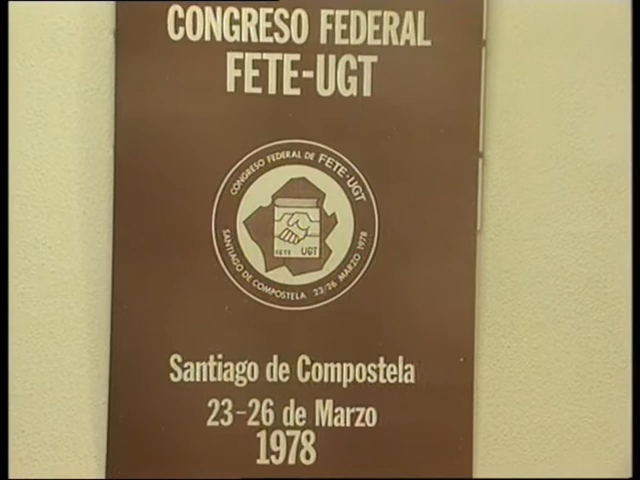 CONGRESO FEDERAL
FETE-UGT
CONGRESO FEDERAL DE FETE-UGT
FETE UGT
SANTIAGO DE COMPOSTELA 23/26 MARZO 1978
Santiago de Compostela
23-26 de Marzo
1978